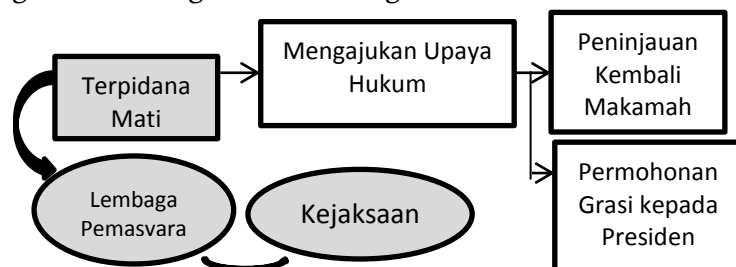 Terpidana
Mati
Mengajukan Upaya
Hukum
Peninjauan
Kembali
Makamah
Permohonan
Grasi kepada
Presiden
Lembaga
Pemasvara
Kejaksaan